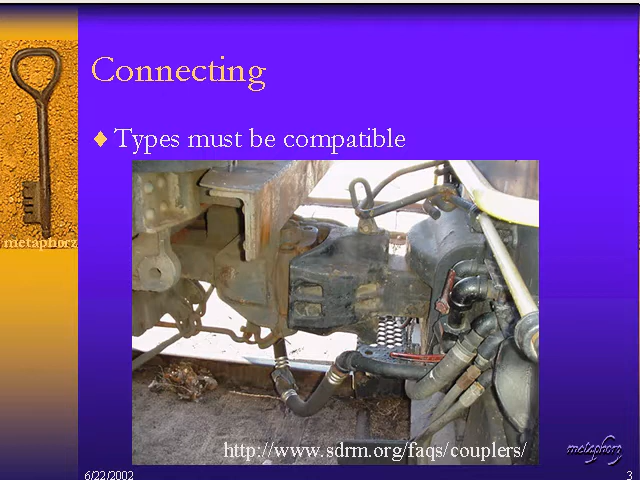 Connecting
♦ Types must be compatible
metaphorz
http://www.sdrm.org/faqs/couplers/
metaphorz
6/22/2002
3